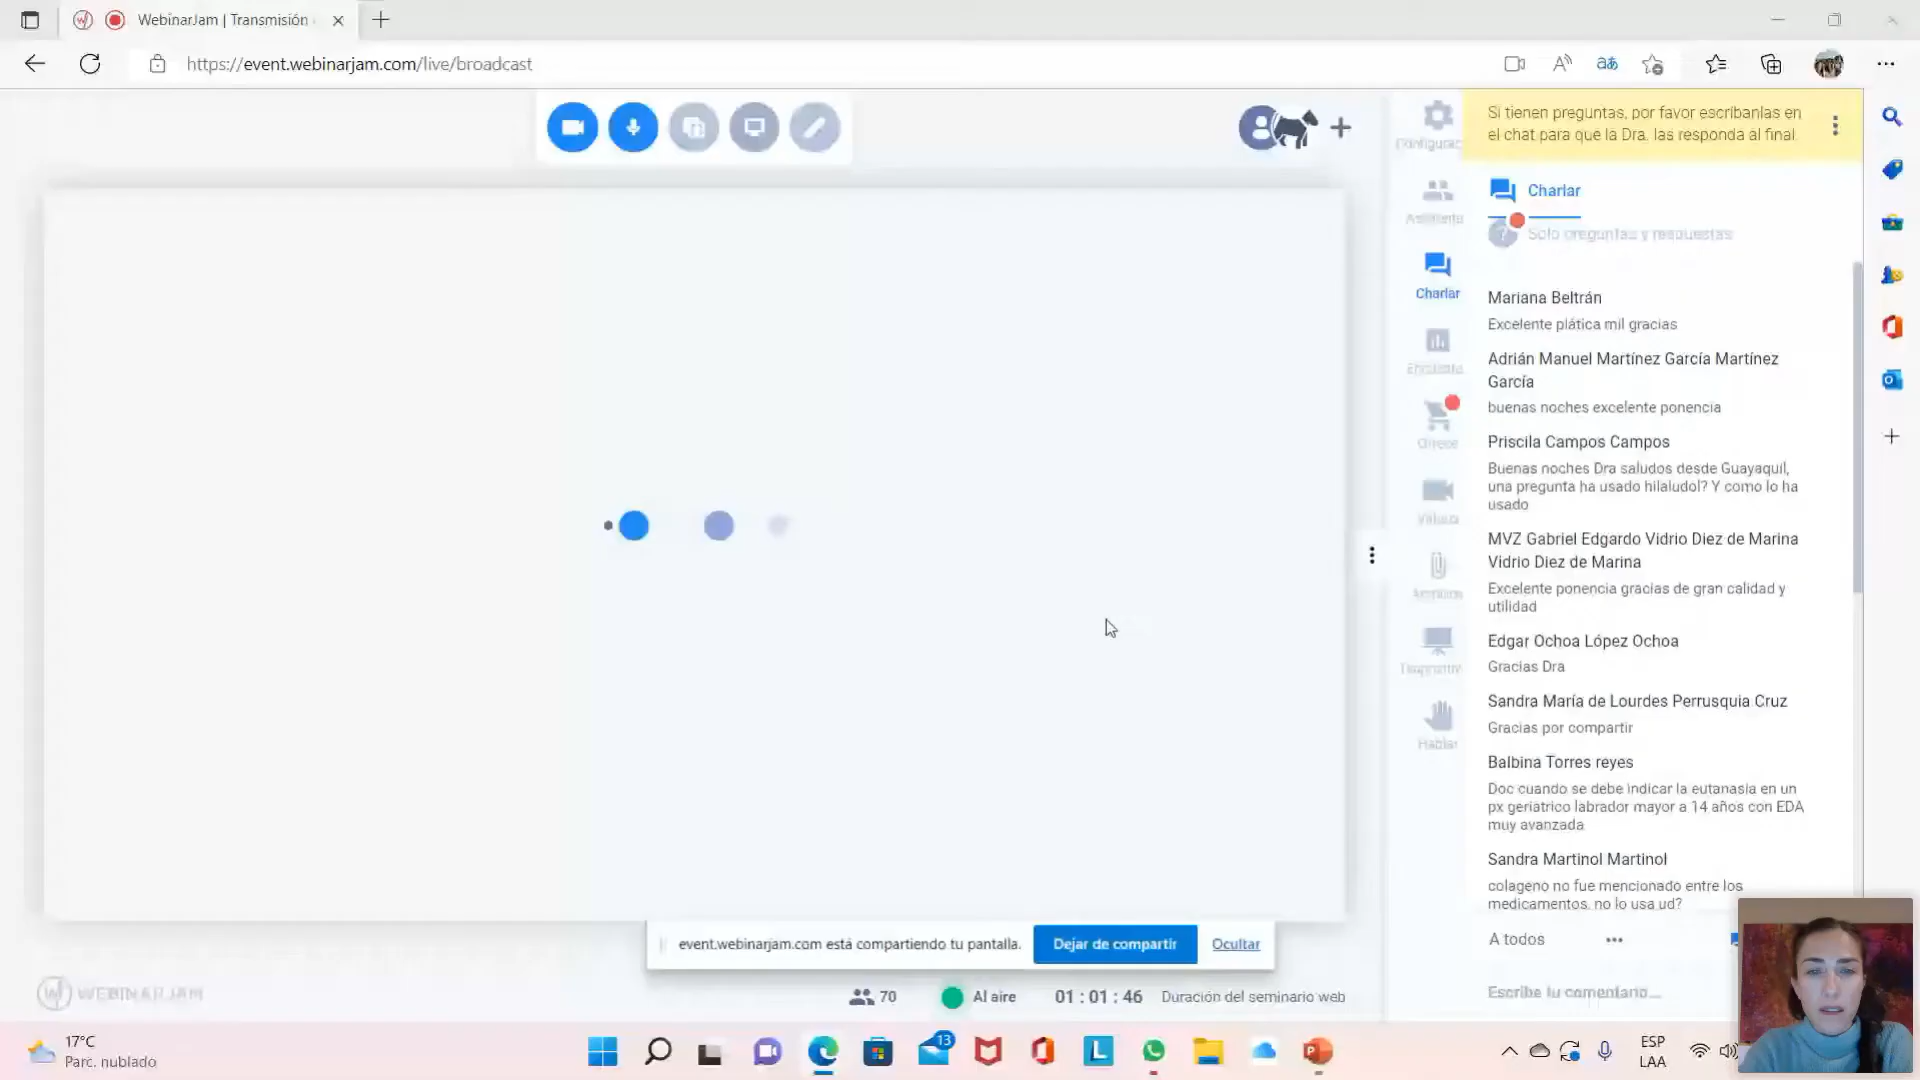 WebinarJam | Transmisión
https://event.webinarjam.com/live/broadcast
Si tienen preguntas, por favor escríbanlas en
el chat para que la Dra. las responda al final.
Configurac
Charlar
Solo preguntas y respuestas
Charlar
Mariana Beltrán
Excelente plática mil gracias
Adrián Manuel Martínez García Martínez
García
buenas noches excelente ponencia
Priscila Campos Campos
Buenas noches Dra saludos desde Guayaquil,
una pregunta ha usado hilaludol? Y como lo ha
usado
MVZ Gabriel Edgardo Vidrio Diez de Marina
Vidrio Diez de Marina
Excelente ponencia gracias de gran calidad y
utilidad
Edgar Ochoa López Ochoa
Gracias Dra
Sandra María de Lourdes Perrusquia Cruz
Gracias por compartir
Hablar
Balbina Torres reyes
Doc cuando se debe indicar la eutanasia en un
px geriatrico labrador mayor a 14 años con EDA
muy avanzada
Sandra Martinol Martinol
colageno no fue mencionado entre los
medicamentos. no lo usa ud?
A todos
Escribe tu comentario...
event.webinarjam.com está compartiendo tu pantalla.
Dejar de compartir
Ocultar
WEBINARJAM
70
Al aire
01 : 01 : 46
Duración del seminario web
17°C
Parc. nublado
13
ESP
LAA